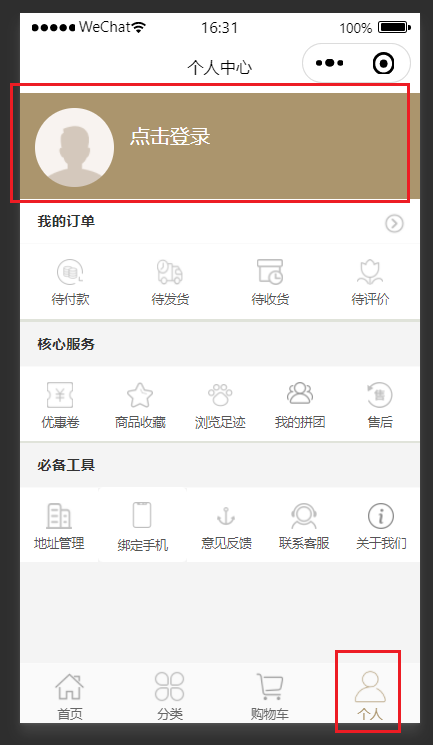 WeChat 16:31 100%
个人中心
点击登录
我的订单
待付款 待发货 待收货 待评价
核心服务
优惠卷 商品收藏 浏览足迹 我的拼团 售后
必备工具
地址管理 绑定手机 意见反馈 联系客服 关于我们
首页 分类 购物车 个人